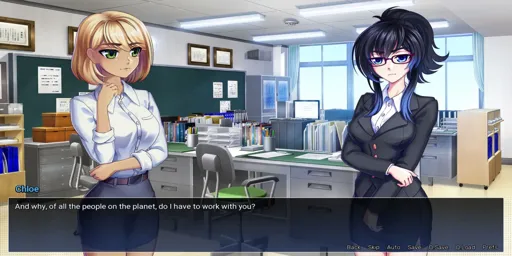 Chloe
And why, of all the people on the planet, do I have to work with you?
Back Skip Auto Save Q.Save Q.Load Prefs